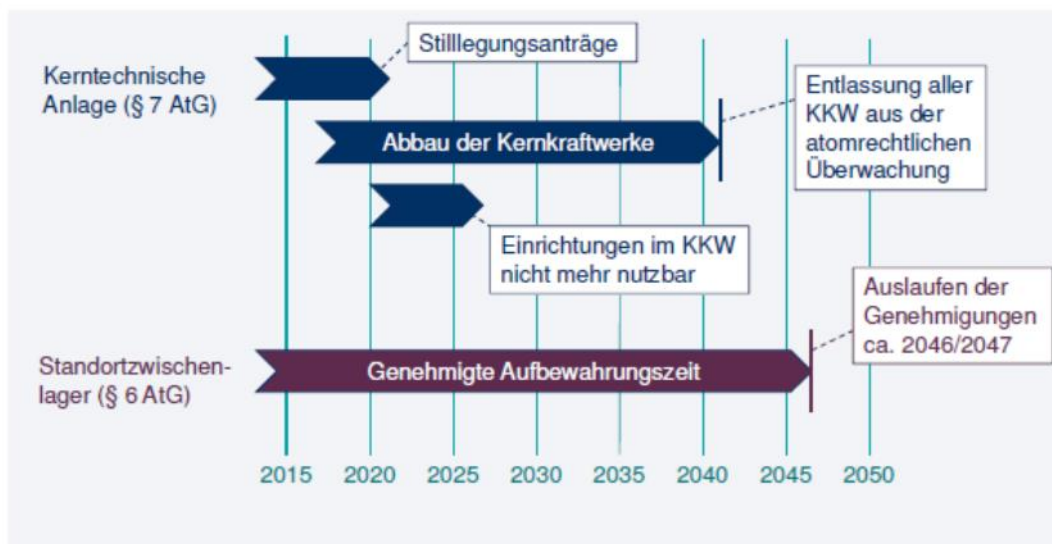 Stilllegungsanträge
Kerntechnische
Anlage (§ 7 AtG)
Entlassung aller
KKW aus der
atomrechtlichen
Überwachung
Abbau der Kernkraftwerke
Einrichtungen im KKW
nicht mehr nutzbar
Auslaufen der
Genehmigungen
ca. 2046/2047
Standortzwischen-
lager (§ 6 AtG)
Genehmigte Aufbewahrungszeit
2015 2020 2025 2030 2035 2040 2045 2050